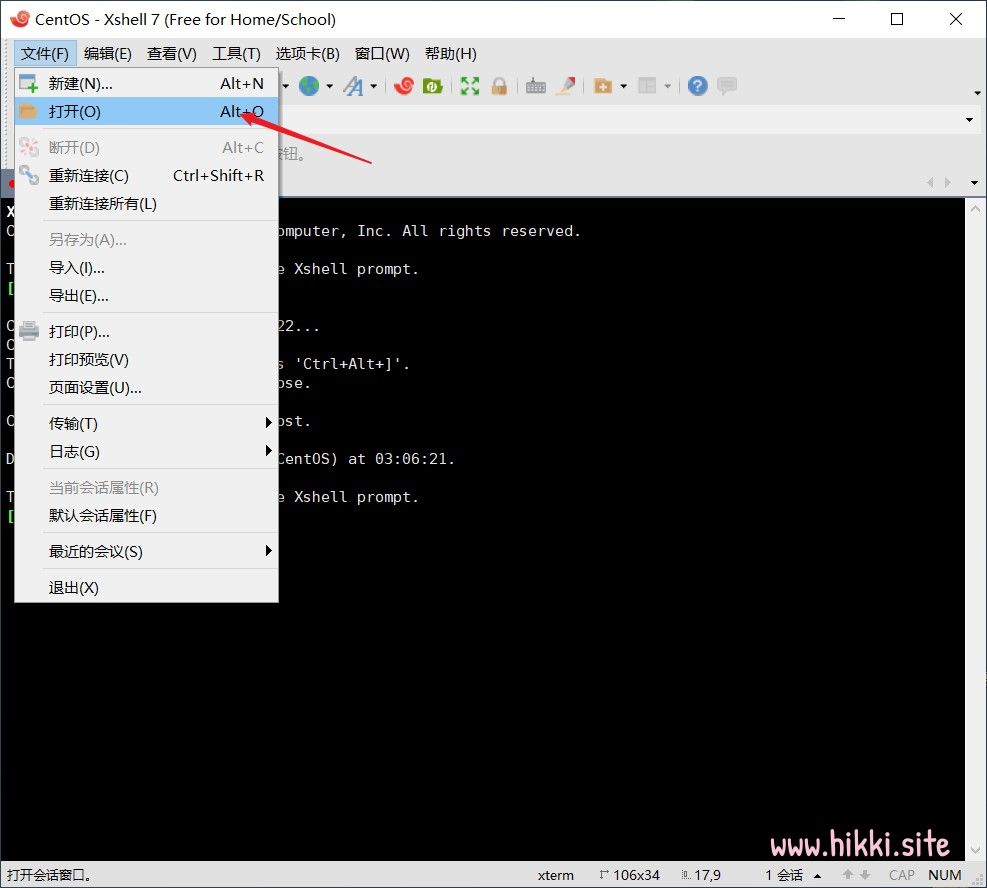 CentOS - Xshell 7 (Free for Home/School)
文件(F) 编辑(E) 查看(V) 工具(T) 选项卡(B) 窗口(W) 帮助(H)
新建(N)... Alt+N
打开(O) Alt+O
断开(D) Alt+C
按钮。
重新连接(C) Ctrl+Shift+R
重新连接所有(L)
X
C omputer, Inc. All rights reserved.
另存为(A)...
导入(I)...
T e Xshell prompt.
[
导出(E)...
C 22...
打印(P)...
C
打印预览(V)
T s 'Ctrl+Alt+]'.
C ose.
页面设置(U)...
传输(T)
C ost.
日志(G)
D CentOS) at 03:06:21.
当前会话属性(R)
T e Xshell prompt.
[
默认会话属性(F)
最近的会议(S)
退出(X)
www.hikki.site
打开会话窗口。 xterm 106x34 17,9 1 会话 CAP NUM